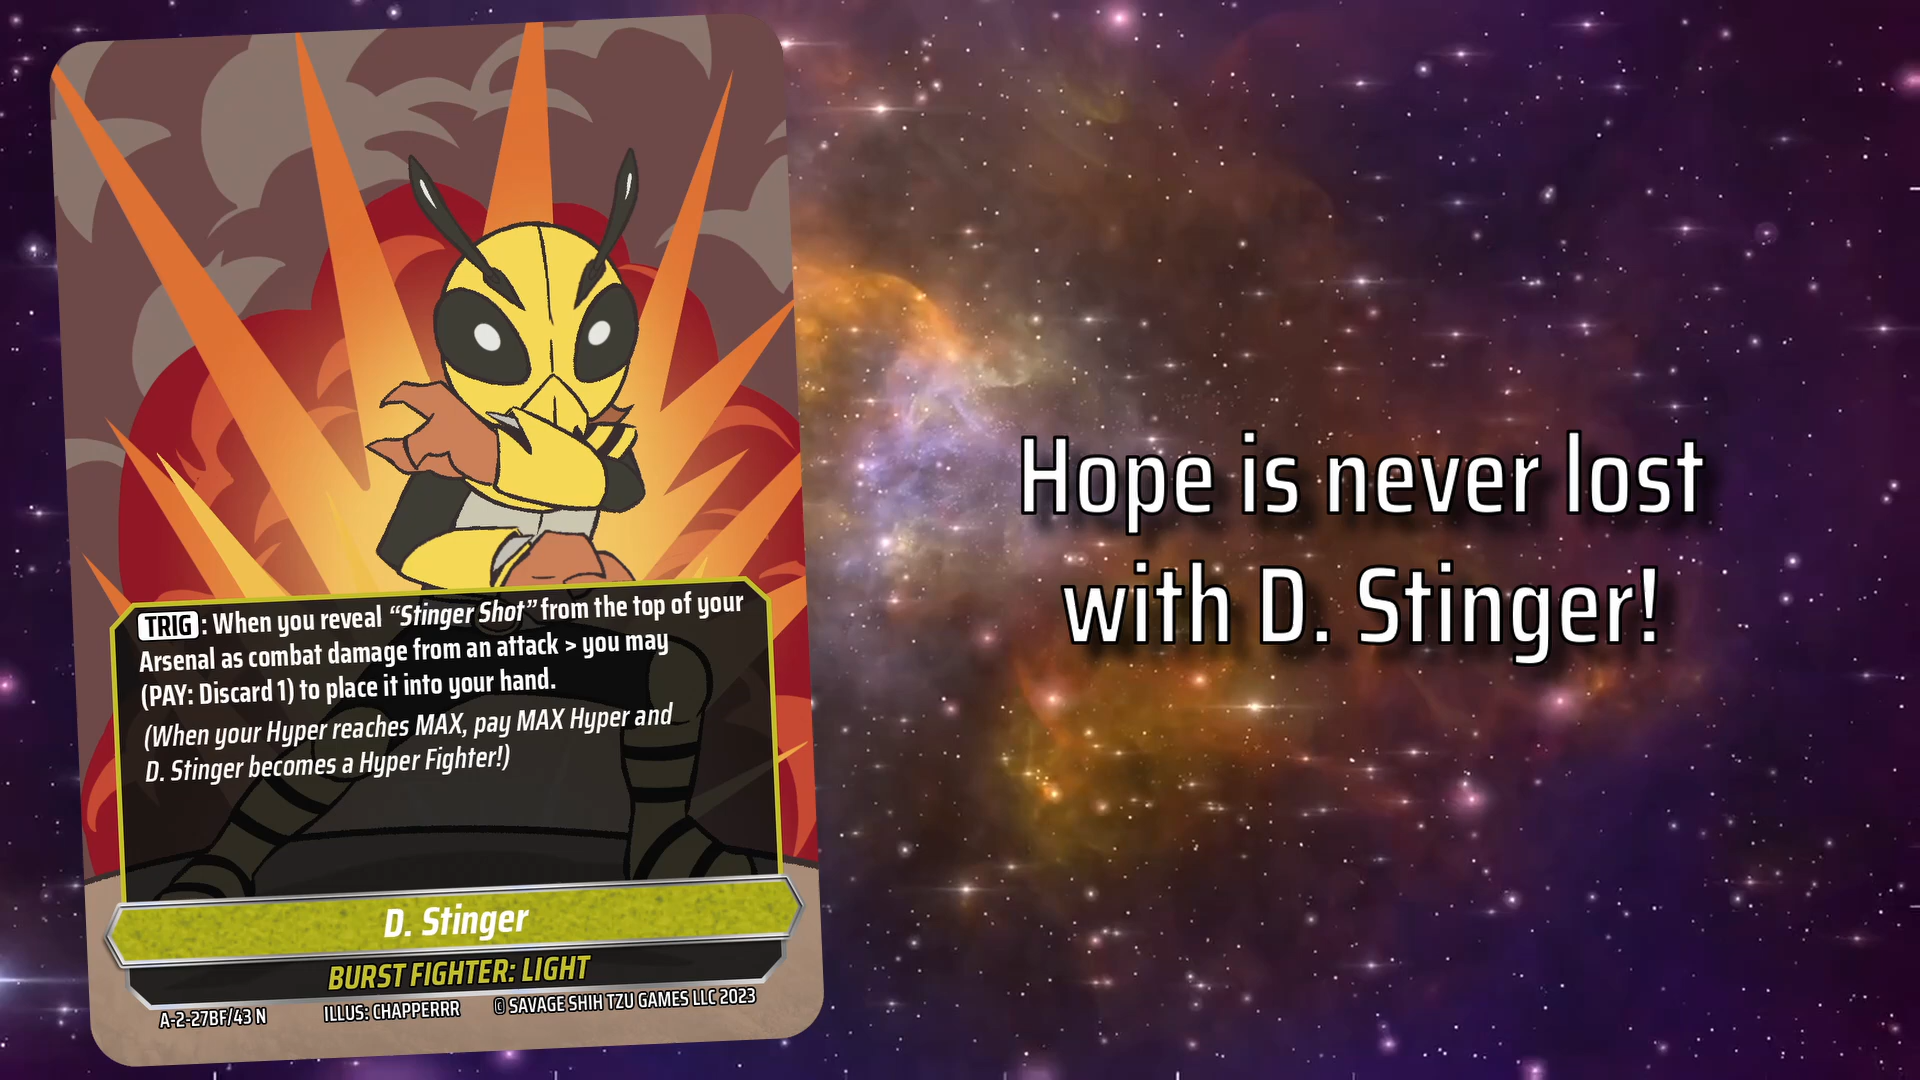 TRIG: When you reveal “Stinger Shot” from the top of your
Arsenal as combat damage from an attack > you may
(PAY: Discard 1) to place it into your hand.
(When your Hyper reaches MAX, pay MAX Hyper and
D. Stinger becomes a Hyper Fighter!)
D. Stinger
BURST FIGHTER: LIGHT
A-2-27BF/43 N ILLUS: CHAPPERRR © SAVAGE SHIH TZU GAMES LLC 2023
Hope is never lost
with D. Stinger!